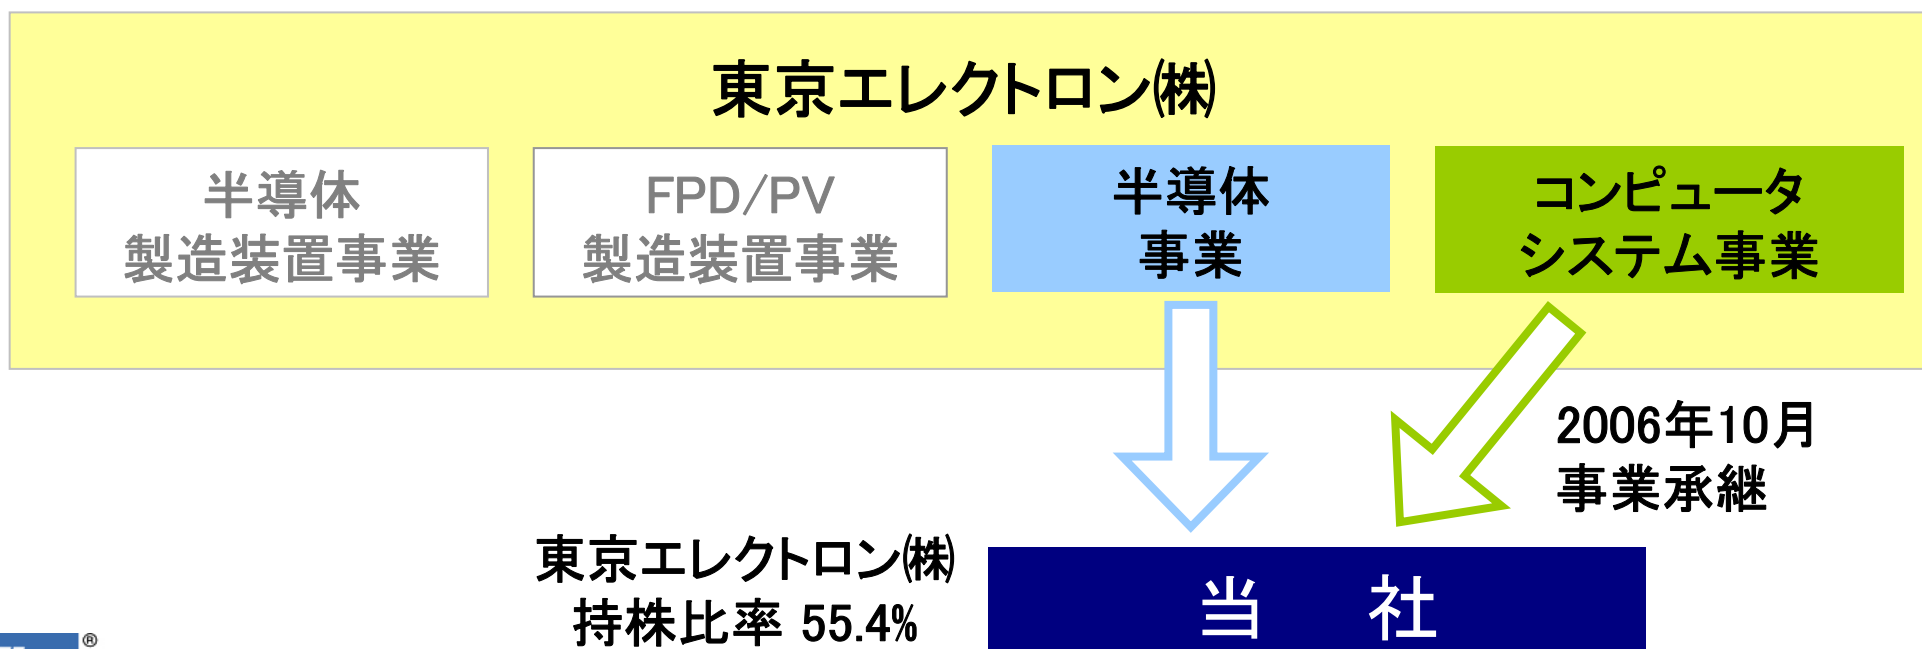 東京エレクトロン㈱
半導体
製造装置事業
FPD/PV
製造装置事業
半導体
事業
コンピュータ
システム事業
2006年10月
事業承継
東京エレクトロン㈱
持株比率 55.4%
当　社
®